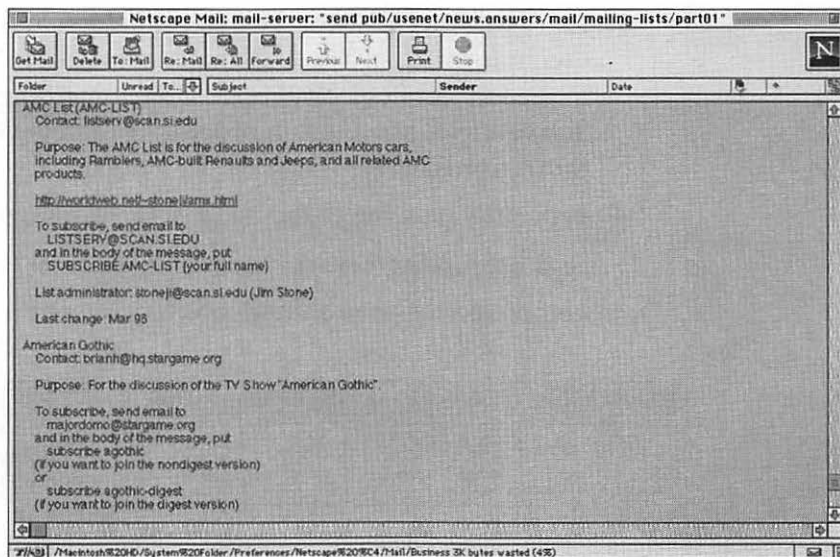 Netscape Mail: mail-server: "send pub/usenet/news.answers/mail/mailing-lists/part01"
Get Mail Delete To: Mail Re: Mail Re: All Forward Previous Next Print Stop N
Folder Unread To... Subject Sender Date
AMC List (AMC-LIST)
Contact: listserv@scan.si.edu
Purpose: The AMC List is for the discussion of American Motors cars,
including Ramblers, AMC-built Renaults and Jeeps, and all related AMC
products.
http://worldweb.net/~stoneji/amx.html
To subscribe, send email to
LISTSERV@SCAN.SI.EDU
and in the body of the message, put
SUBSCRIBE AMC-LIST (your full name)
List administrator: stoneji@scan.si.edu (Jim Stone)
Last change: Mar 96
American Gothic
Contact: brianh@hq.stargame.org
Purpose: For the discussion of the TV Show "American Gothic".
To subscribe, send email to
majordomo@stargame.org
and in the body of the message, put
subscribe agothic
(if you want to join the nondigest version)
or
subscribe agothic-digest
(if you want to join the digest version)
/Macintosh%20HD/System%20Folder/Preferences/Netscape%20%C4/Mail/Business 3K bytes wasted (4%)